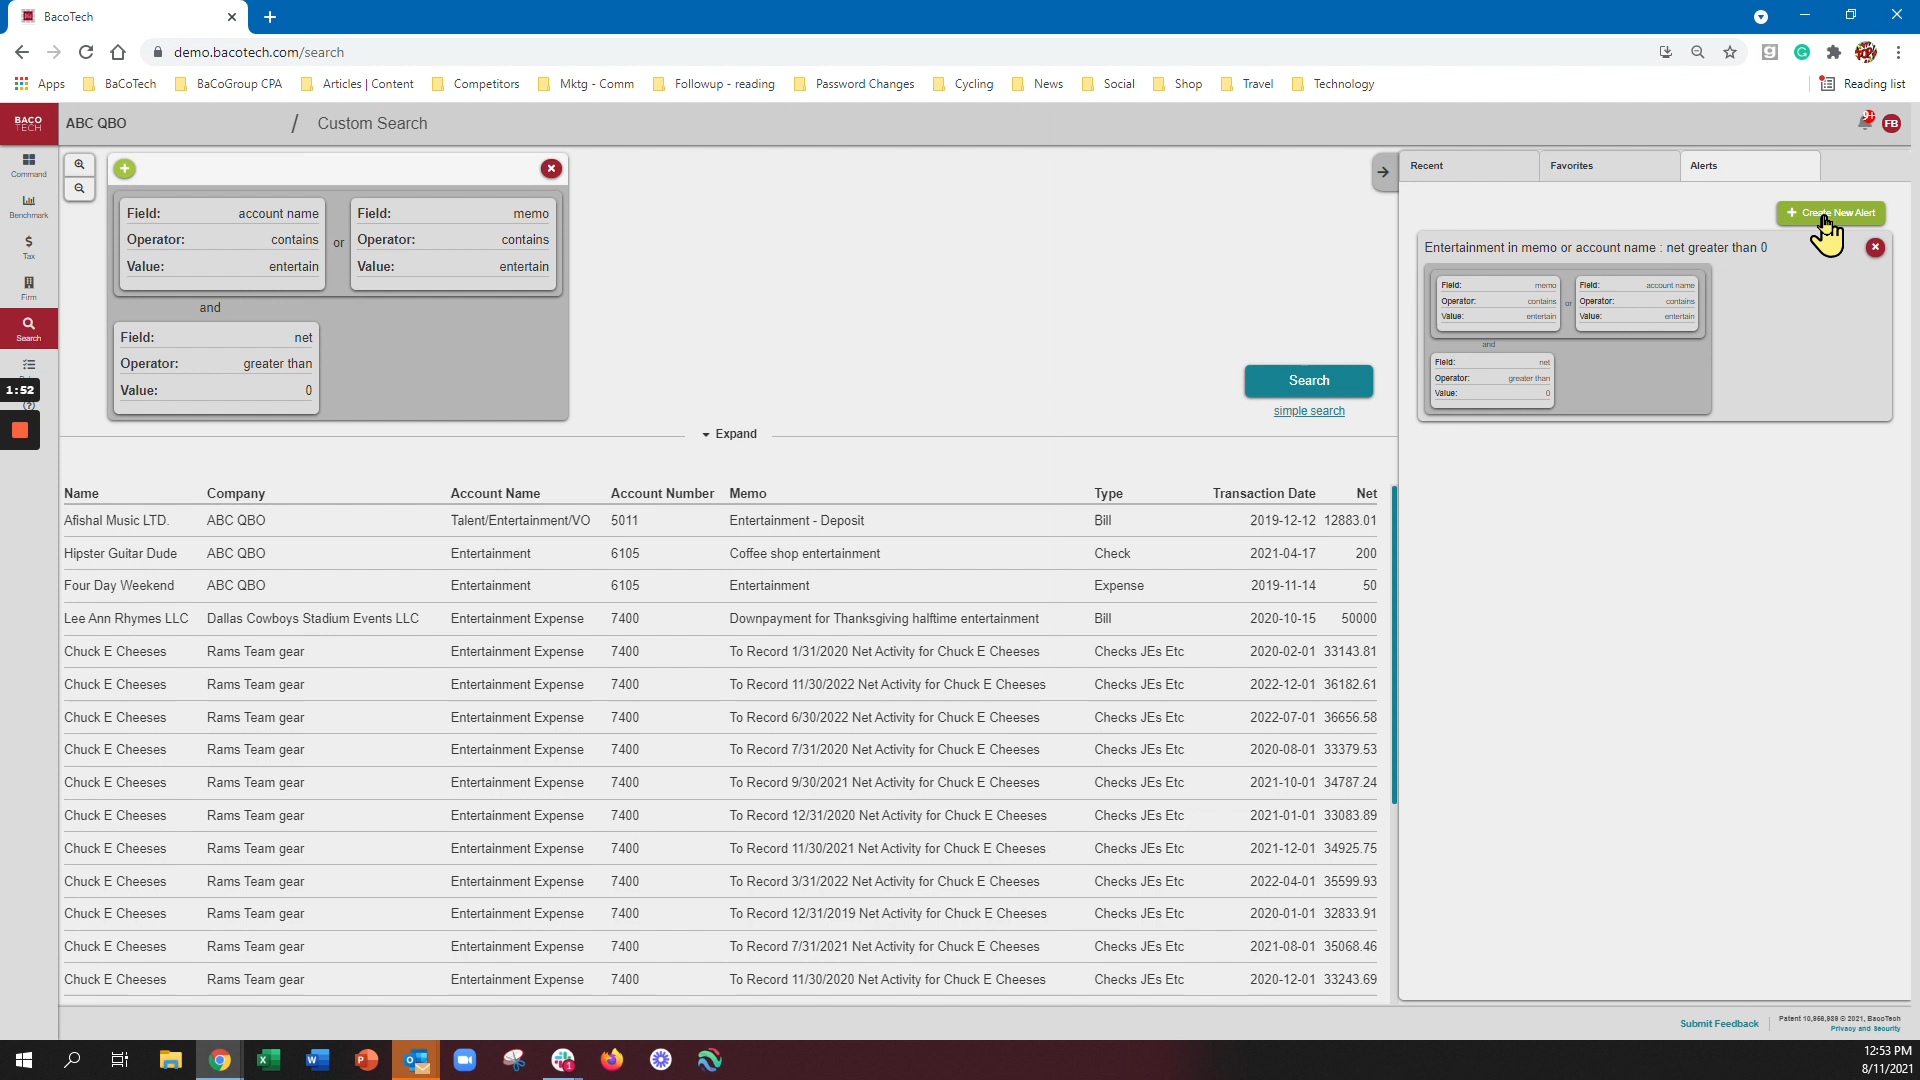 BacoTech
demo.bacotech.com/search
Apps BaCoTech BaCoGroup CPA Articles | Content Competitors Mktg - Comm Followup - reading Password Changes Cycling News Social Shop Travel Technology Reading list
BACO
TECH
ABC QBO / Custom Search
9+
FB
Command
Benchmark
$
Tax
Firm
Search
1:52
Field: account name
Operator: contains
Value: entertain
or
Field: memo
Operator: contains
Value: entertain
and
Field: net
Operator: greater than
Value: 0
Search
simple search
Expand
Recent Favorites Alerts
+ Create New Alert
Entertainment in memo or account name : net greater than 0
Field: memo
Operator: contains
Value: entertain
or
Field: account name
Operator: contains
Value: entertain
and
Field: net
Operator: greater than
Value: 0
Name Company Account Name Account Number Memo Type Transaction Date Net
Afishal Music LTD. ABC QBO Talent/Entertainment/VO 5011 Entertainment - Deposit Bill 2019-12-12 12883.01
Hipster Guitar Dude ABC QBO Entertainment 6105 Coffee shop entertainment Check 2021-04-17 200
Four Day Weekend ABC QBO Entertainment 6105 Entertainment Expense 2019-11-14 50
Lee Ann Rhymes LLC Dallas Cowboys Stadium Events LLC Entertainment Expense 7400 Downpayment for Thanksgiving halftime entertainment Bill 2020-10-15 50000
Chuck E Cheeses Rams Team gear Entertainment Expense 7400 To Record 1/31/2020 Net Activity for Chuck E Cheeses Checks JEs Etc 2020-02-01 33143.81
Chuck E Cheeses Rams Team gear Entertainment Expense 7400 To Record 11/30/2022 Net Activity for Chuck E Cheeses Checks JEs Etc 2022-12-01 36182.61
Chuck E Cheeses Rams Team gear Entertainment Expense 7400 To Record 6/30/2022 Net Activity for Chuck E Cheeses Checks JEs Etc 2022-07-01 36656.58
Chuck E Cheeses Rams Team gear Entertainment Expense 7400 To Record 7/31/2020 Net Activity for Chuck E Cheeses Checks JEs Etc 2020-08-01 33379.53
Chuck E Cheeses Rams Team gear Entertainment Expense 7400 To Record 9/30/2021 Net Activity for Chuck E Cheeses Checks JEs Etc 2021-10-01 34787.24
Chuck E Cheeses Rams Team gear Entertainment Expense 7400 To Record 12/31/2020 Net Activity for Chuck E Cheeses Checks JEs Etc 2021-01-01 33083.89
Chuck E Cheeses Rams Team gear Entertainment Expense 7400 To Record 11/30/2021 Net Activity for Chuck E Cheeses Checks JEs Etc 2021-12-01 34925.75
Chuck E Cheeses Rams Team gear Entertainment Expense 7400 To Record 3/31/2022 Net Activity for Chuck E Cheeses Checks JEs Etc 2022-04-01 35599.93
Chuck E Cheeses Rams Team gear Entertainment Expense 7400 To Record 12/31/2019 Net Activity for Chuck E Cheeses Checks JEs Etc 2020-01-01 32833.91
Chuck E Cheeses Rams Team gear Entertainment Expense 7400 To Record 7/31/2021 Net Activity for Chuck E Cheeses Checks JEs Etc 2021-08-01 35068.46
Chuck E Cheeses Rams Team gear Entertainment Expense 7400 To Record 11/30/2020 Net Activity for Chuck E Cheeses Checks JEs Etc 2020-12-01 33243.69
Submit Feedback
© 2021, BacoTech
Privacy and Security
12:53 PM
8/11/2021